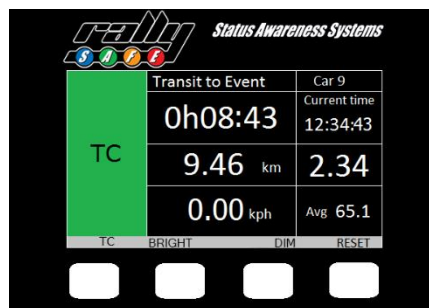 rally Status Awareness Systems
SAFE
Transit to Event Car 9
Current time
0h08:43 12:34:43
TC
9.46 km 2.34
0.00 kph Avg 65.1
TC BRIGHT DIM RESET